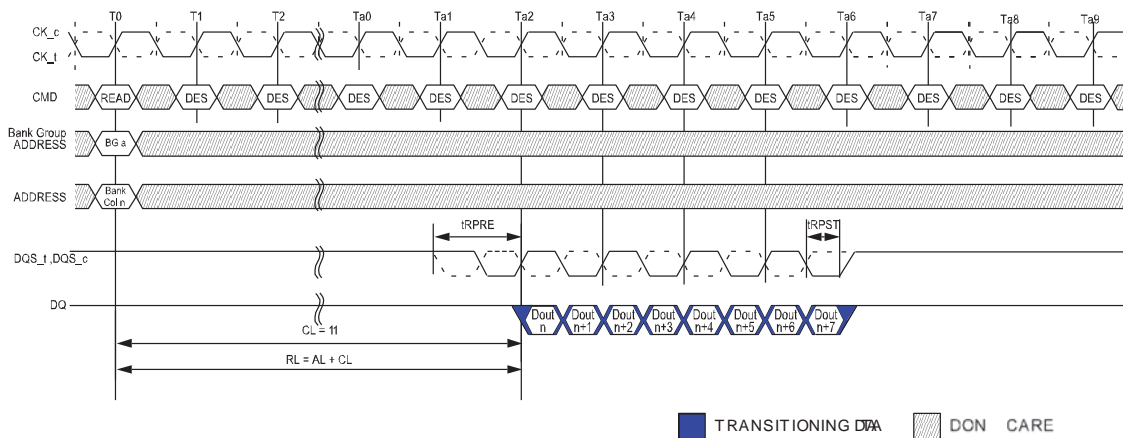 T0 T1 T2 Ta0 Ta1 Ta2 Ta3 Ta4 Ta5 Ta6 Ta7 Ta8 Ta9
CK_c
CK_t
CMD READ DES DES DES DES DES DES DES DES DES DES DES DES
Bank Group
ADDRESS BG a
ADDRESS Bank
Col n
tRPRE tRPST
DQS_t ,DQS_c
DQ Dout n Dout n+1 Dout n+2 Dout n+3 Dout n+4 Dout n+5 Dout n+6 Dout n+7
CL = 11
RL = AL + CL
TRANSITIONING DATA DON CARE